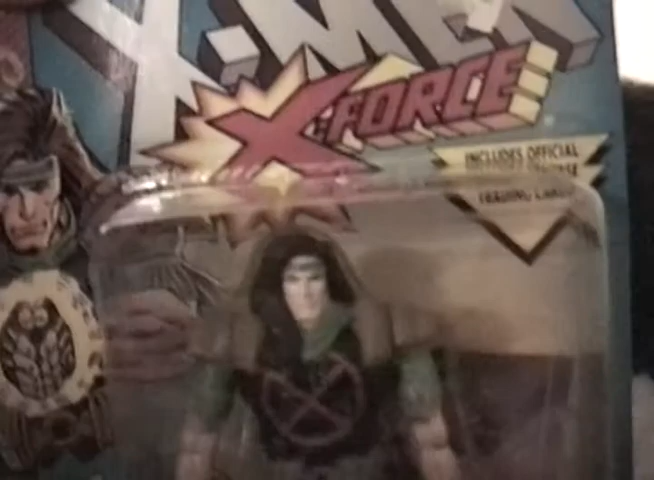 X-MEN
X-FORCE
INCLUDES OFFICIAL
TRADING CARD